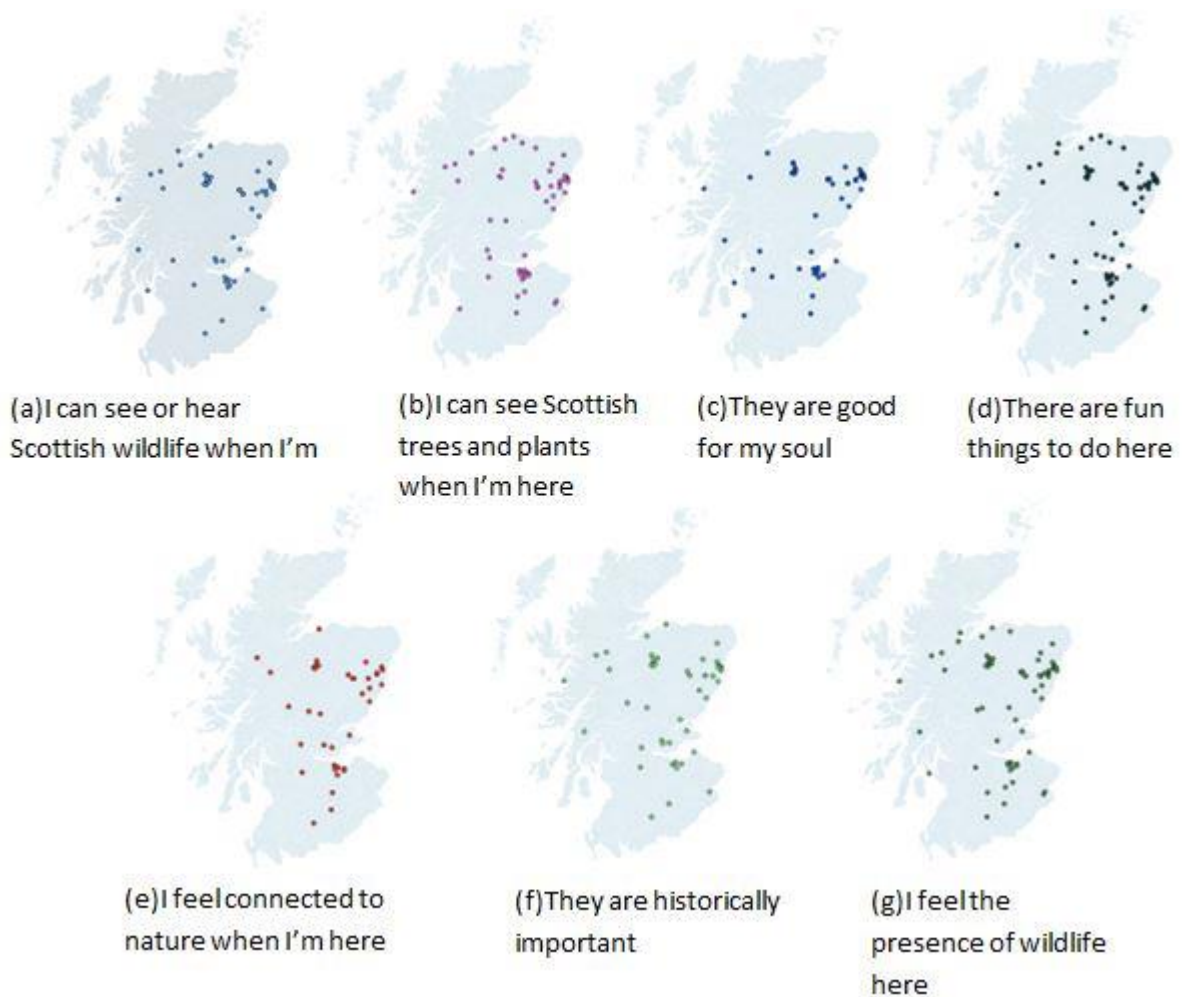 (a)I can see or hear
Scottish wildlife when I'm
(b)I can see Scottish
trees and plants
when I'm here
(c)They are good
for my soul
(d)There are fun
things to do here
(e)I feel connected to
nature when I'm here
(f)They are historically
important
(g)I feel the
presence of wildlife
here